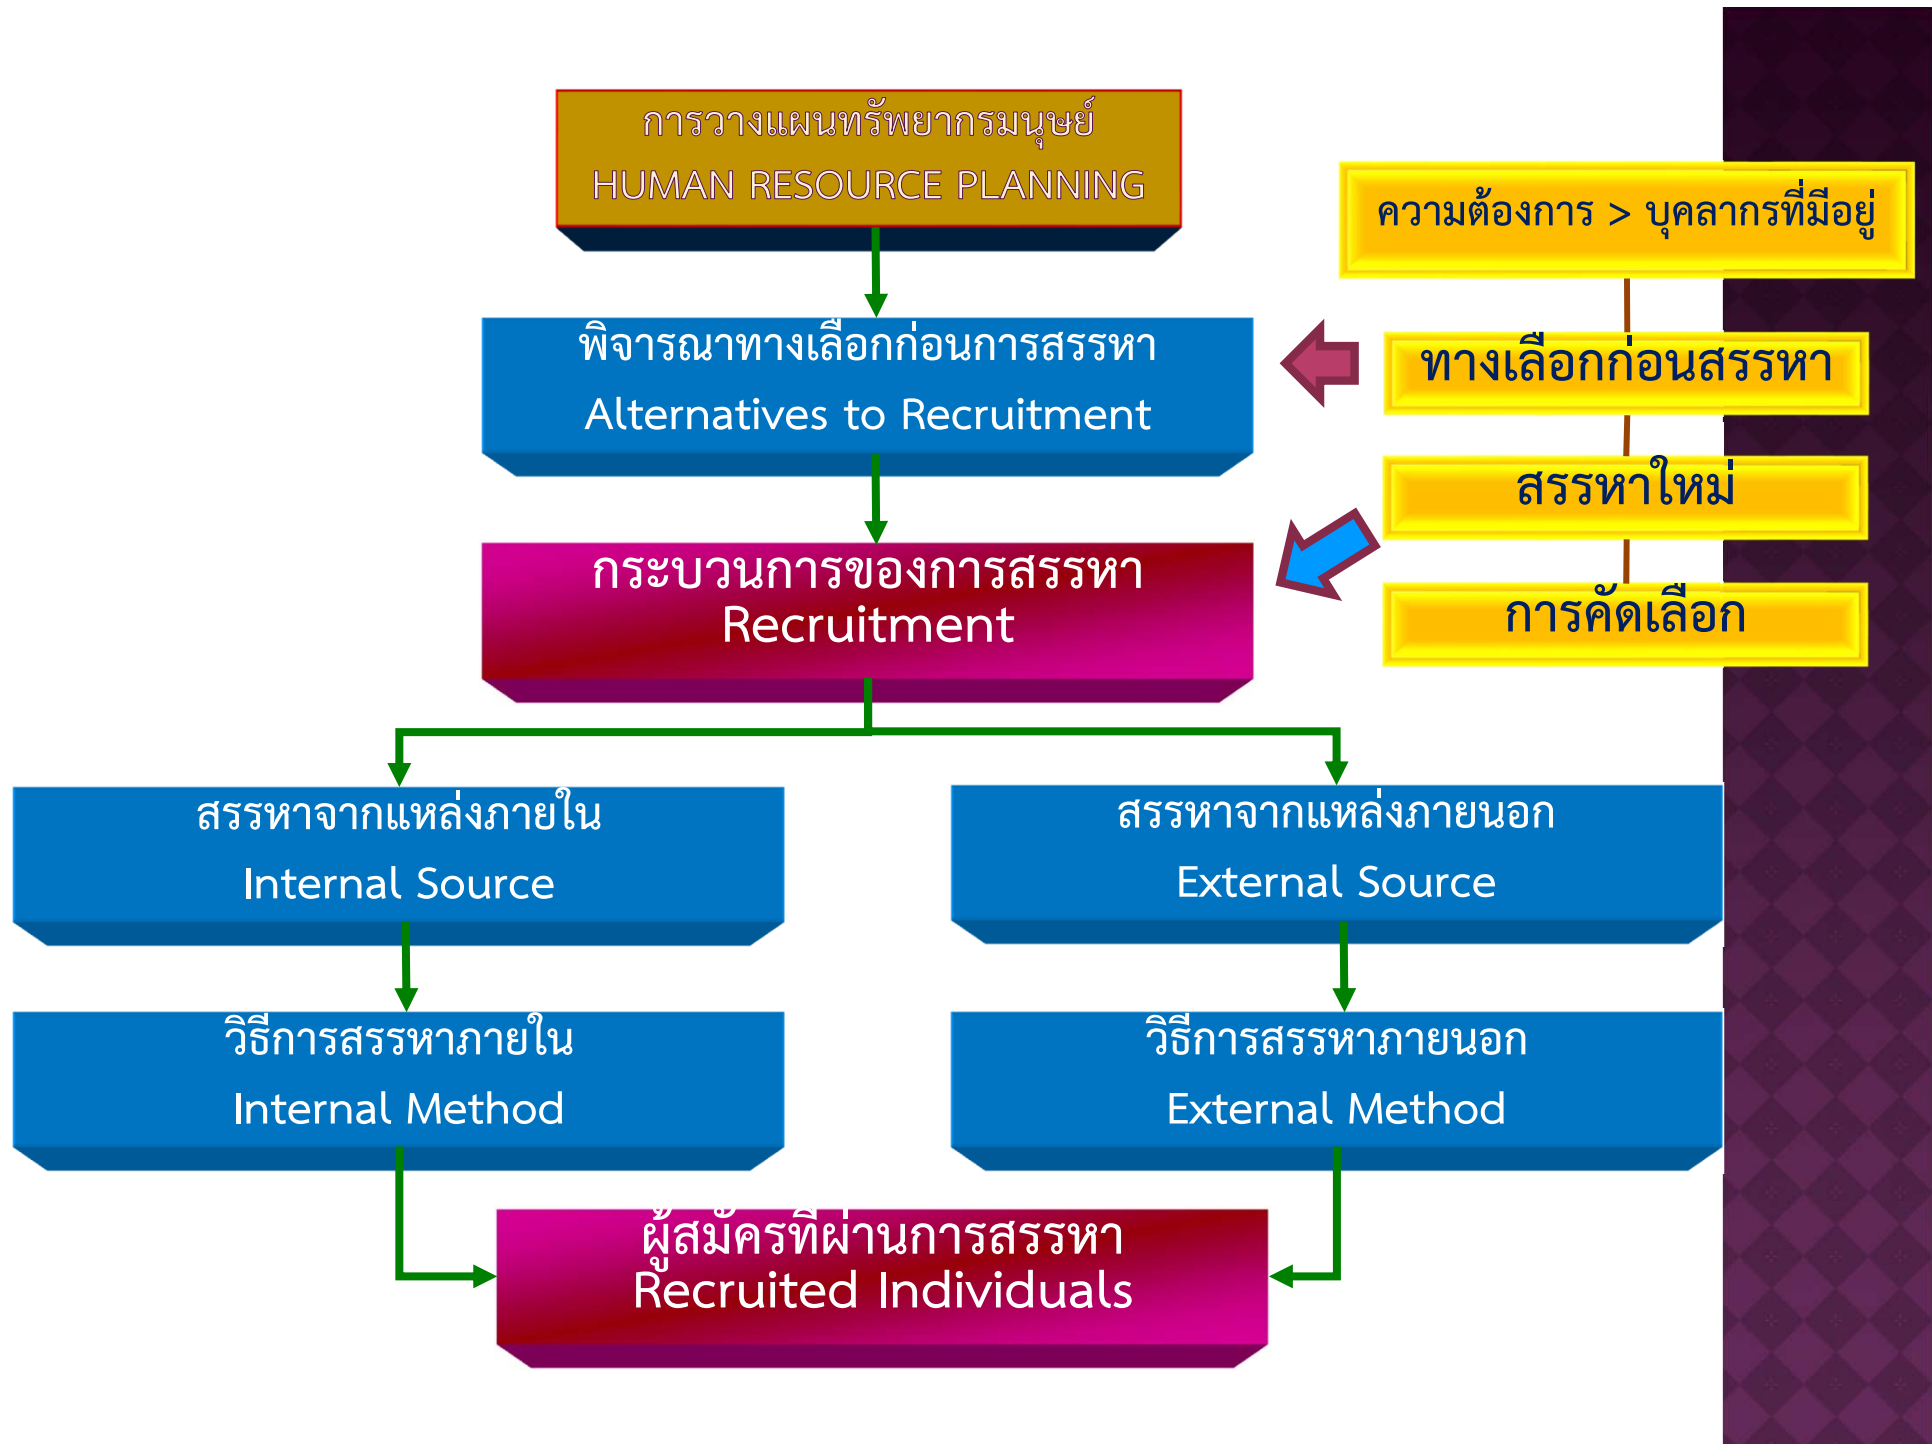 การวางแผนทรัพยากรมนุษย์
HUMAN RESOURCE PLANNING
ความต้องการ > บุคลากรที่มีอยู่
พิจารณาทางเลือกก่อนการสรรหา
Alternatives to Recruitment
ทางเลือกก่อนสรรหา
สรรหาใหม่
กระบวนการของการสรรหา
Recruitment
การคัดเลือก
สรรหาจากแหล่งภายใน
Internal Source
สรรหาจากแหล่งภายนอก
External Source
วิธีการสรรหาภายใน
Internal Method
วิธีการสรรหาภายนอก
External Method
ผู้สมัครที่ผ่านการสรรหา
Recruited Individuals